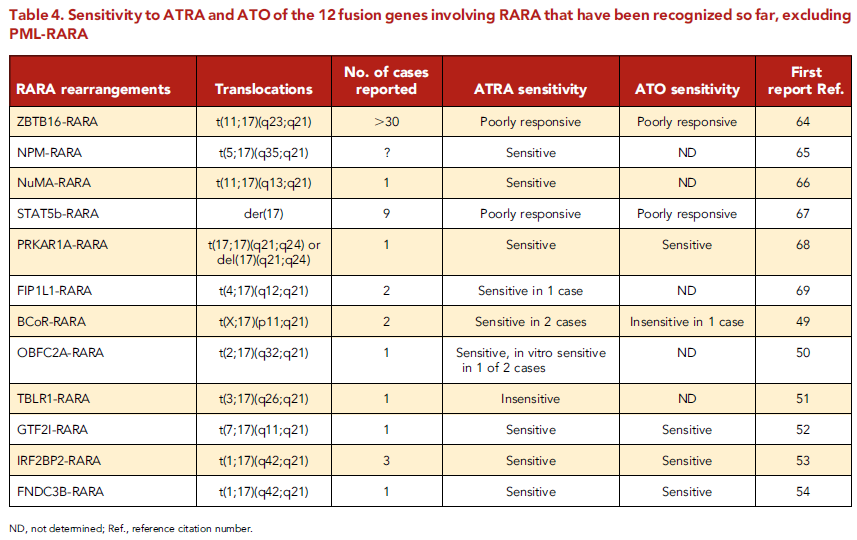 Table 4. Sensitivity to ATRA and ATO of the 12 fusion genes involving RARA that have been recognized so far, excluding
PML-RARA
RARA rearrangements Translocations No. of cases reported ATRA sensitivity ATO sensitivity First report Ref.
ZBTB16-RARA t(11;17)(q23;q21) >30 Poorly responsive Poorly responsive 64
NPM-RARA t(5;17)(q35;q21) ? Sensitive ND 65
NuMA-RARA t(11;17)(q13;q21) 1 Sensitive ND 66
STAT5b-RARA der(17) 9 Poorly responsive Poorly responsive 67
PRKAR1A-RARA t(17;17)(q21;q24) or del(17)(q21;q24) 1 Sensitive Sensitive 68
FIP1L1-RARA t(4;17)(q12;q21) 2 Sensitive in 1 case ND 69
BCoR-RARA t(X;17)(p11;q21) 2 Sensitive in 2 cases Insensitive in 1 case 49
OBFC2A-RARA t(2;17)(q32;q21) 1 Sensitive, in vitro sensitive in 1 of 2 cases ND 50
TBLR1-RARA t(3;17)(q26;q21) 1 Insensitive ND 51
GTF2I-RARA t(7;17)(q11;q21) 1 Sensitive Sensitive 52
IRF2BP2-RARA t(1;17)(q42;q21) 3 Sensitive Sensitive 53
FNDC3B-RARA t(1;17)(q42;q21) 1 Sensitive Sensitive 54
ND, not determined; Ref., reference citation number.